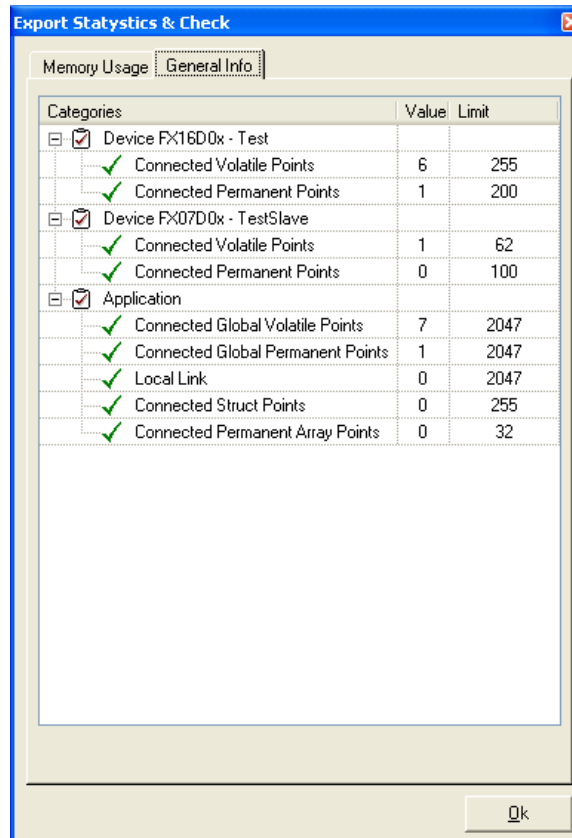 Export Statystics & Check
Memory Usage General Info
Categories Value Limit
Device FX16D0x - Test
Connected Volatile Points 6 255
Connected Permanent Points 1 200
Device FX07D0x - TestSlave
Connected Volatile Points 1 62
Connected Permanent Points 0 100
Application
Connected Global Volatile Points 7 2047
Connected Global Permanent Points 1 2047
Local Link 0 2047
Connected Struct Points 0 255
Connected Permanent Array Points 0 32
Ok